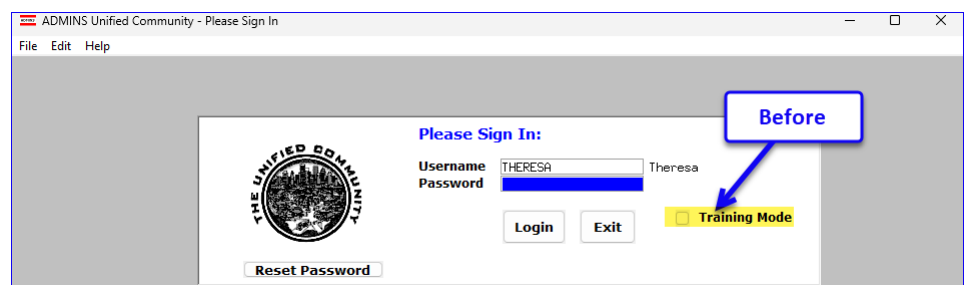 ADMINS ADMINS Unified Community - Please Sign In
File Edit Help
Before
Please Sign In:
THE UNIFIED COMMUNITY
Username THERESA Theresa
Password
Training Mode
Login Exit
Reset Password